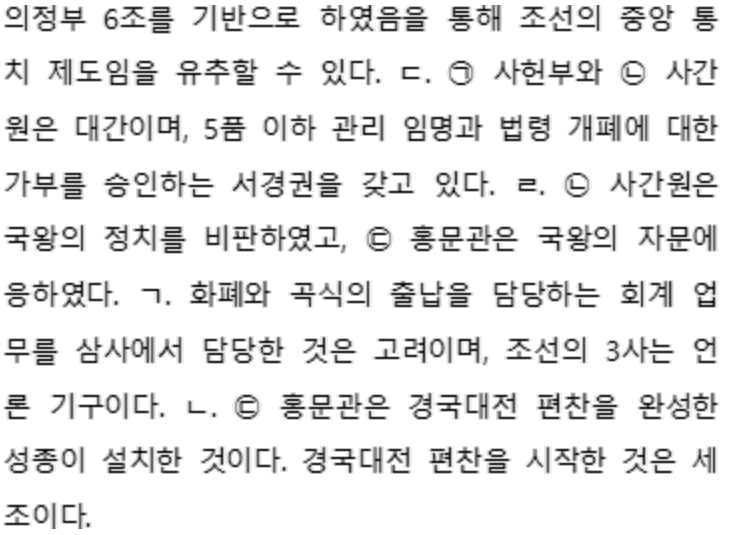 의정부 6조를 기반으로 하였음을 통해 조선의 중앙 통
치 제도임을 유추할 수 있다. ㄷ. ㉠ 사헌부와 ㉡ 사간
원은 대간이며, 5품 이하 관리 임명과 법령 개폐에 대한
가부를 승인하는 서경권을 갖고 있다. ㄹ. ㉡ 사간원은
국왕의 정치를 비판하였고, ㉢ 홍문관은 국왕의 자문에
응하였다. ㄱ. 화폐와 곡식의 출납을 담당하는 회계 업
무를 삼사에서 담당한 것은 고려이며, 조선의 3사는 언
론 기구이다. ㄴ. ㉢ 홍문관은 경국대전 편찬을 완성한
성종이 설치한 것이다. 경국대전 편찬을 시작한 것은 세
조이다.